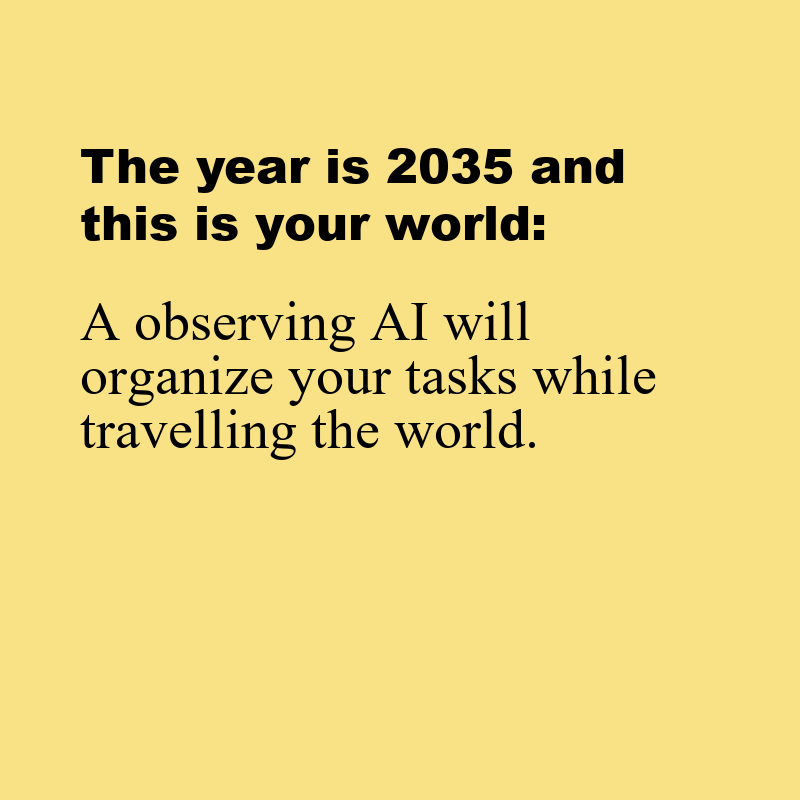 The year is 2035 and
this is your world:
A observing AI will
organize your tasks while
travelling the world.